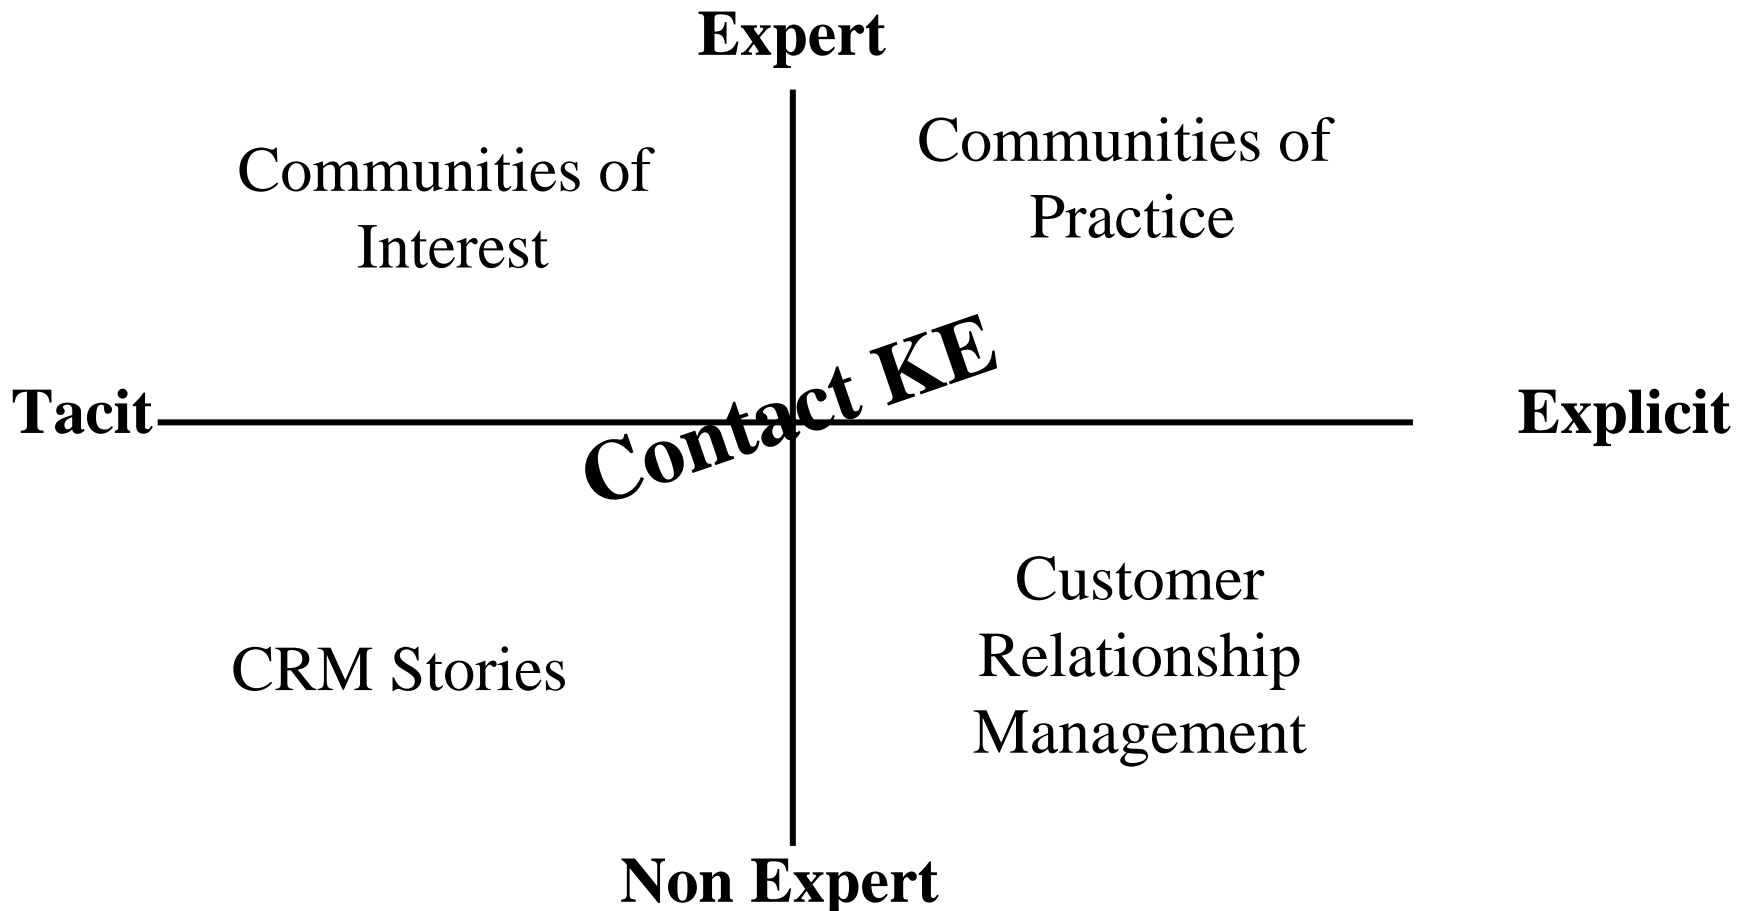 Expert
Communities of
Interest
Communities of
Practice
Contact KE
Tacit
Explicit
CRM Stories
Customer
Relationship
Management
Non Expert